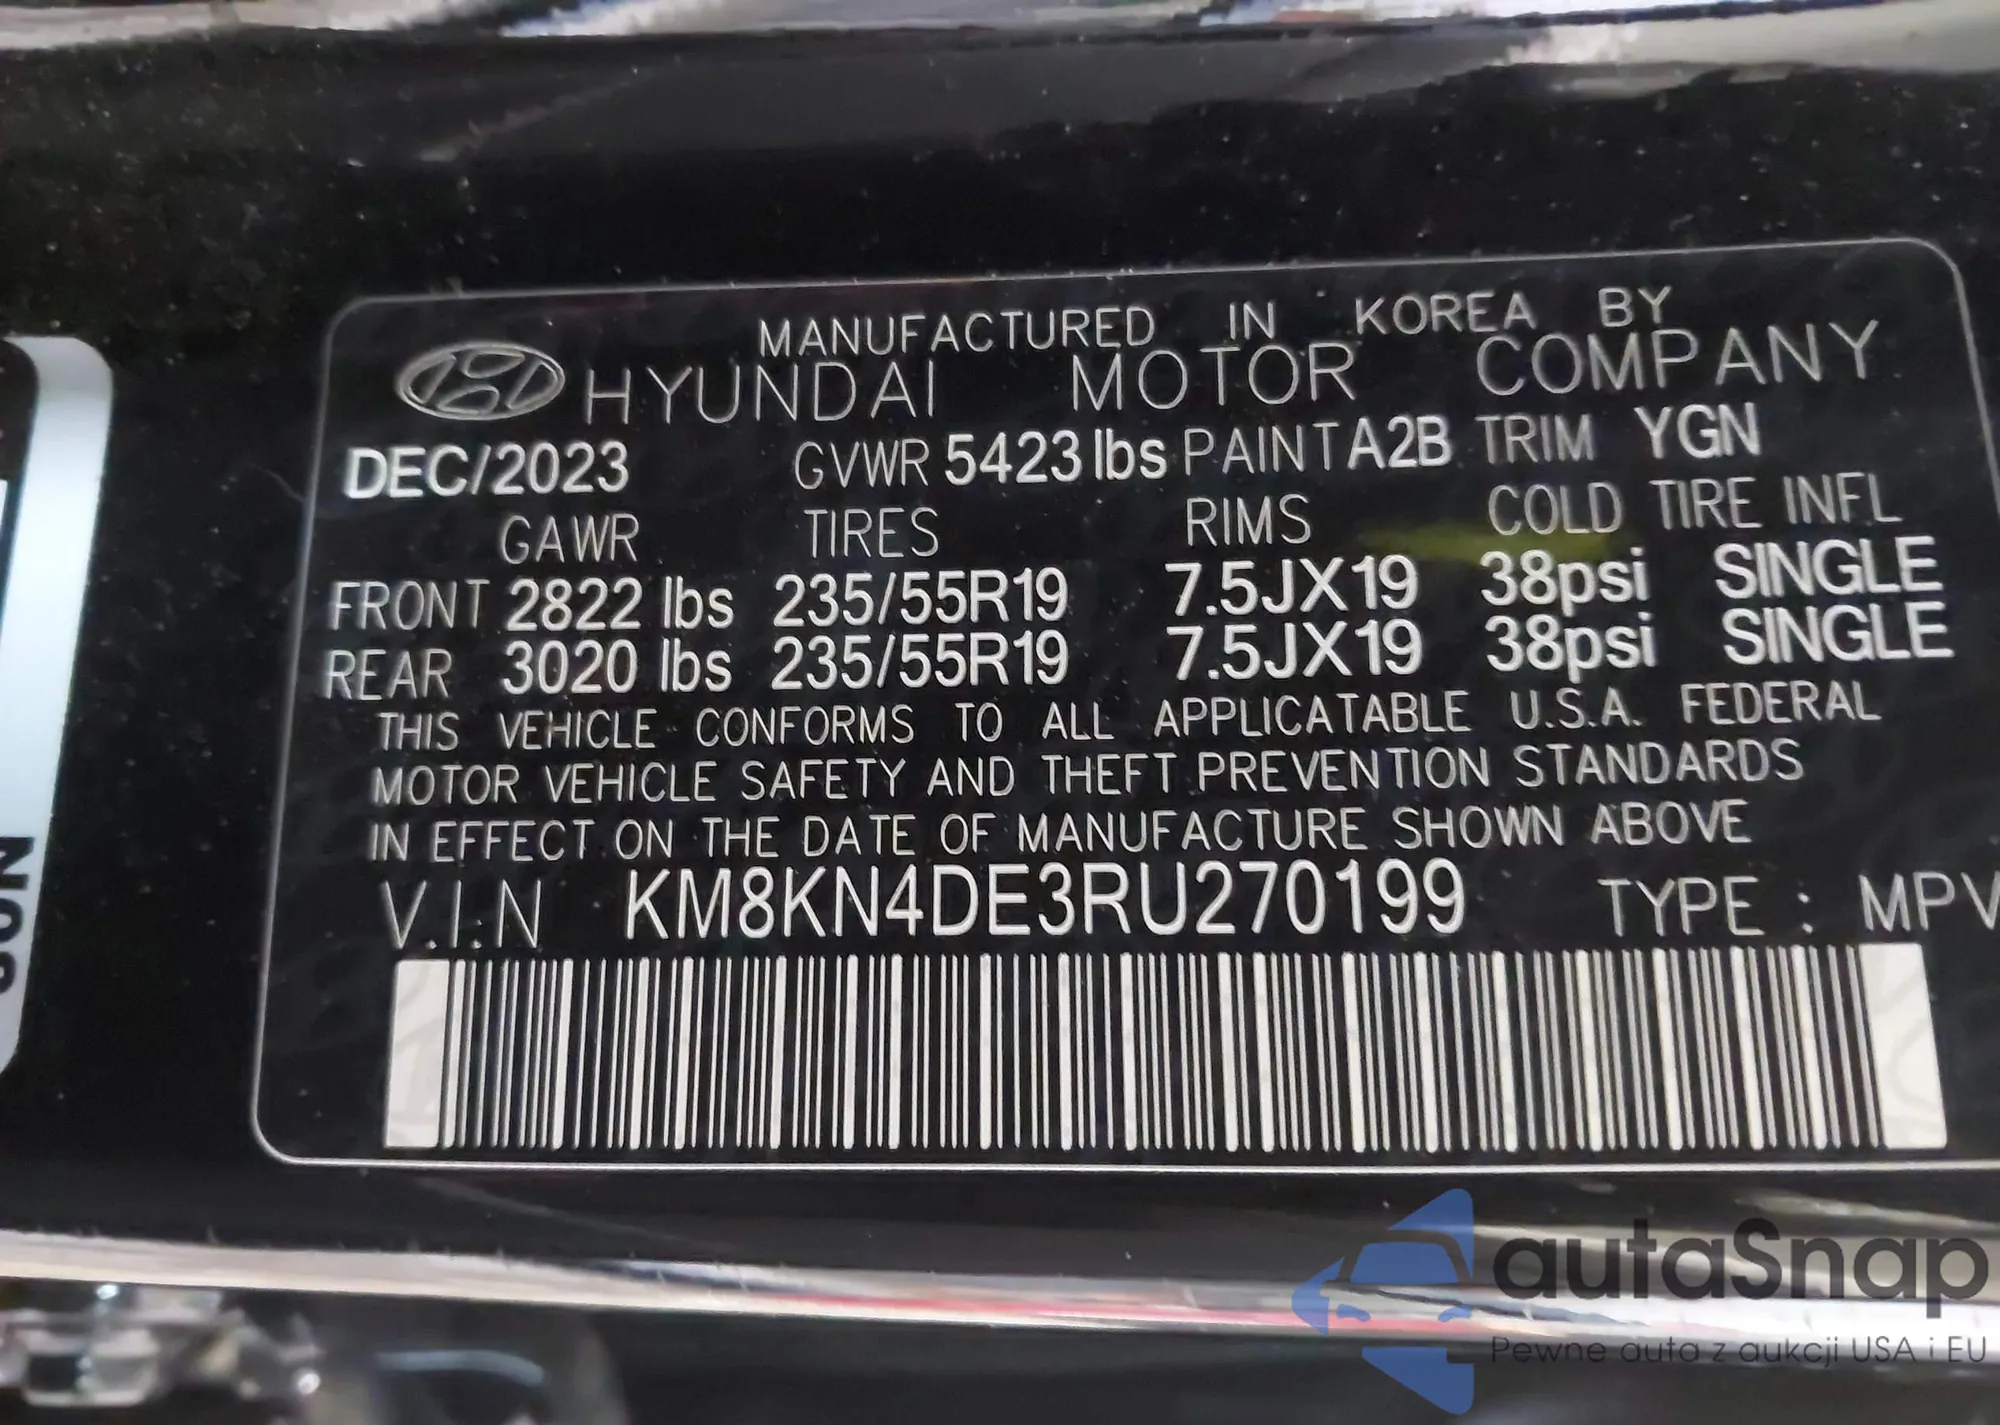 MANUFACTURED IN KOREA BY
HYUNDAI MOTOR COMPANY
DEC/2023 GVWR 5423 lbs PAINT A2B TRIM YGN
GAWR TIRES RIMS COLD TIRE INFL
FRONT 2822 lbs 235/55R19 7.5JX19 38psi SINGLE
REAR 3020 lbs 235/55R19 7.5JX19 38psi SINGLE
THIS VEHICLE CONFORMS TO ALL APPLICATABLE U.S.A. FEDERAL
MOTOR VEHICLE SAFETY AND THEFT PREVENTION STANDARDS
IN EFFECT ON THE DATE OF MANUFACTURE SHOWN ABOVE
V.I.N KM8KN4DE3RU270199 TYPE : MPV
autaSnap
Pewne auta z aukcji USA i EU